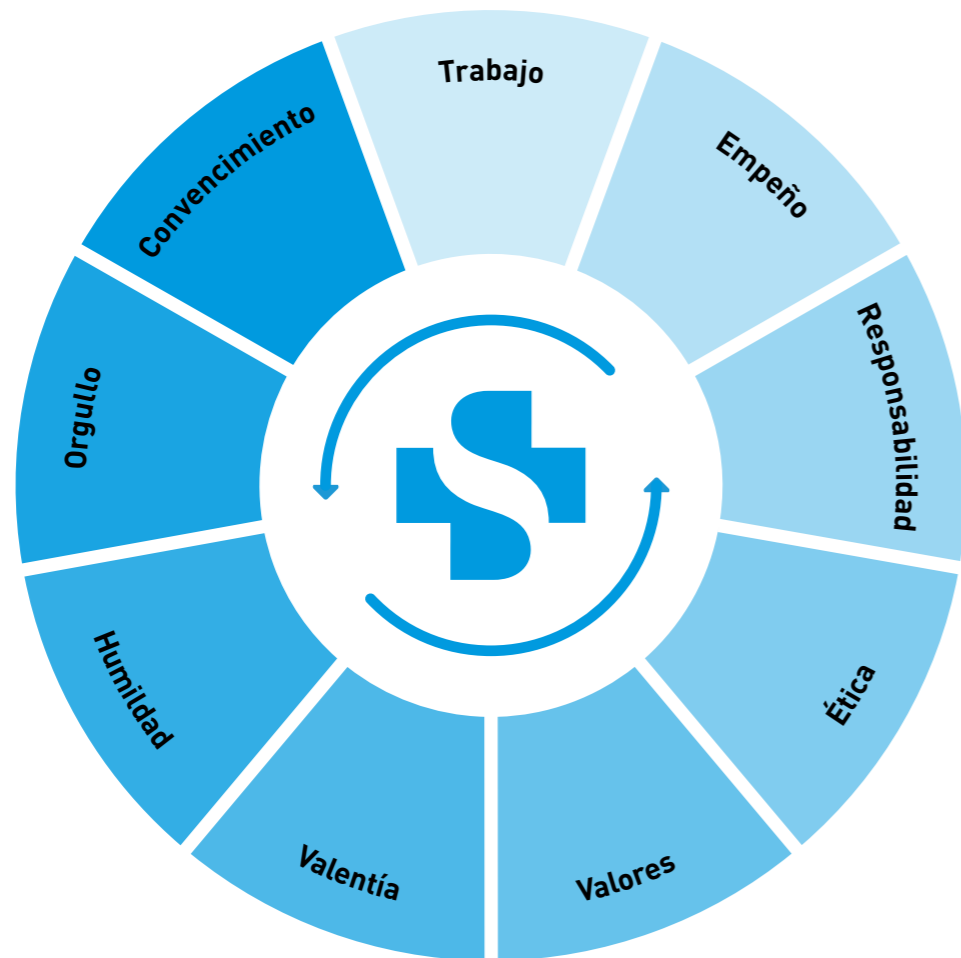 Trabajo
Empeño
Responsabilidad
Ética
Valores
Valentía
Humildad
Orgullo
Convencimiento